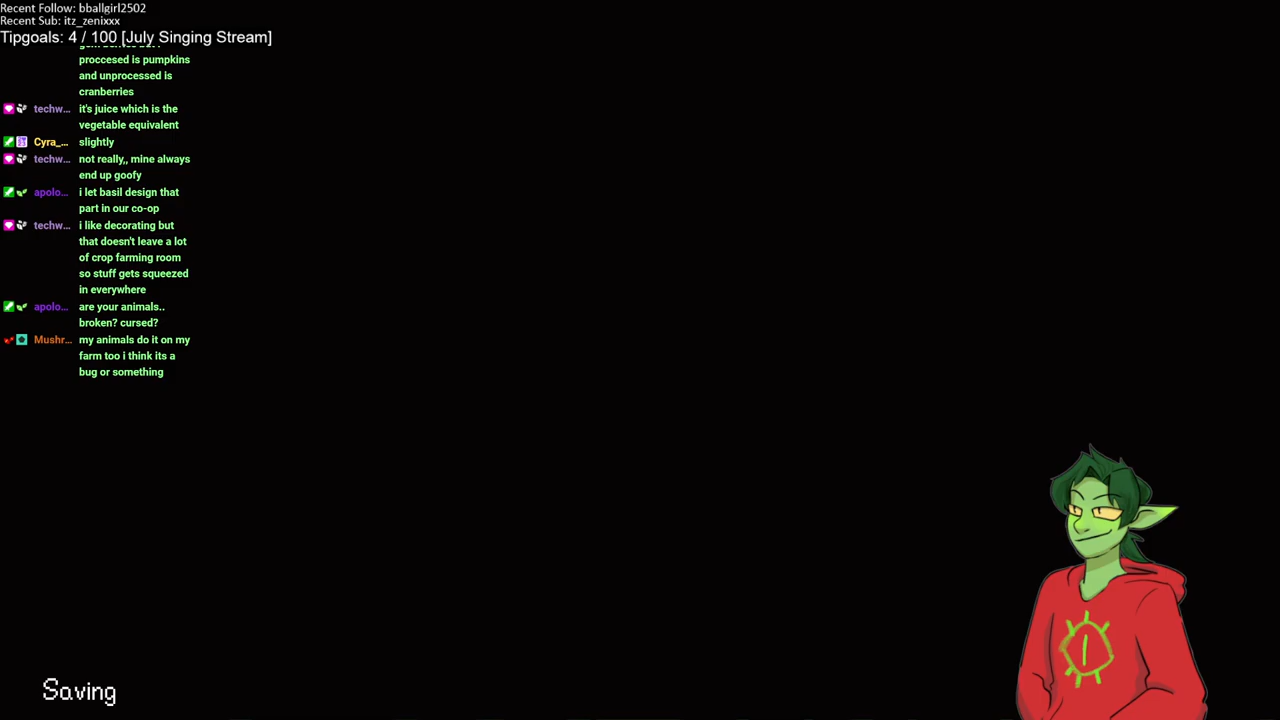 Recent Follow: bballgirl2502
Recent Sub: itz_zenixxx
Tipgoals: 4 / 100 [July Singing Stream]
proccesed is pumpkins
and unprocessed is
cranberries
techw... it's juice which is the
vegetable equivalent
Cyra_... slightly
techw... not really,, mine always
end up goofy
apolo... i let basil design that
part in our co-op
techw... i like decorating but
that doesn't leave a lot
of crop farming room
so stuff gets squeezed
in everywhere
apolo... are your animals..
broken? cursed?
Mushr... my animals do it on my
farm too i think its a
bug or something
Saving